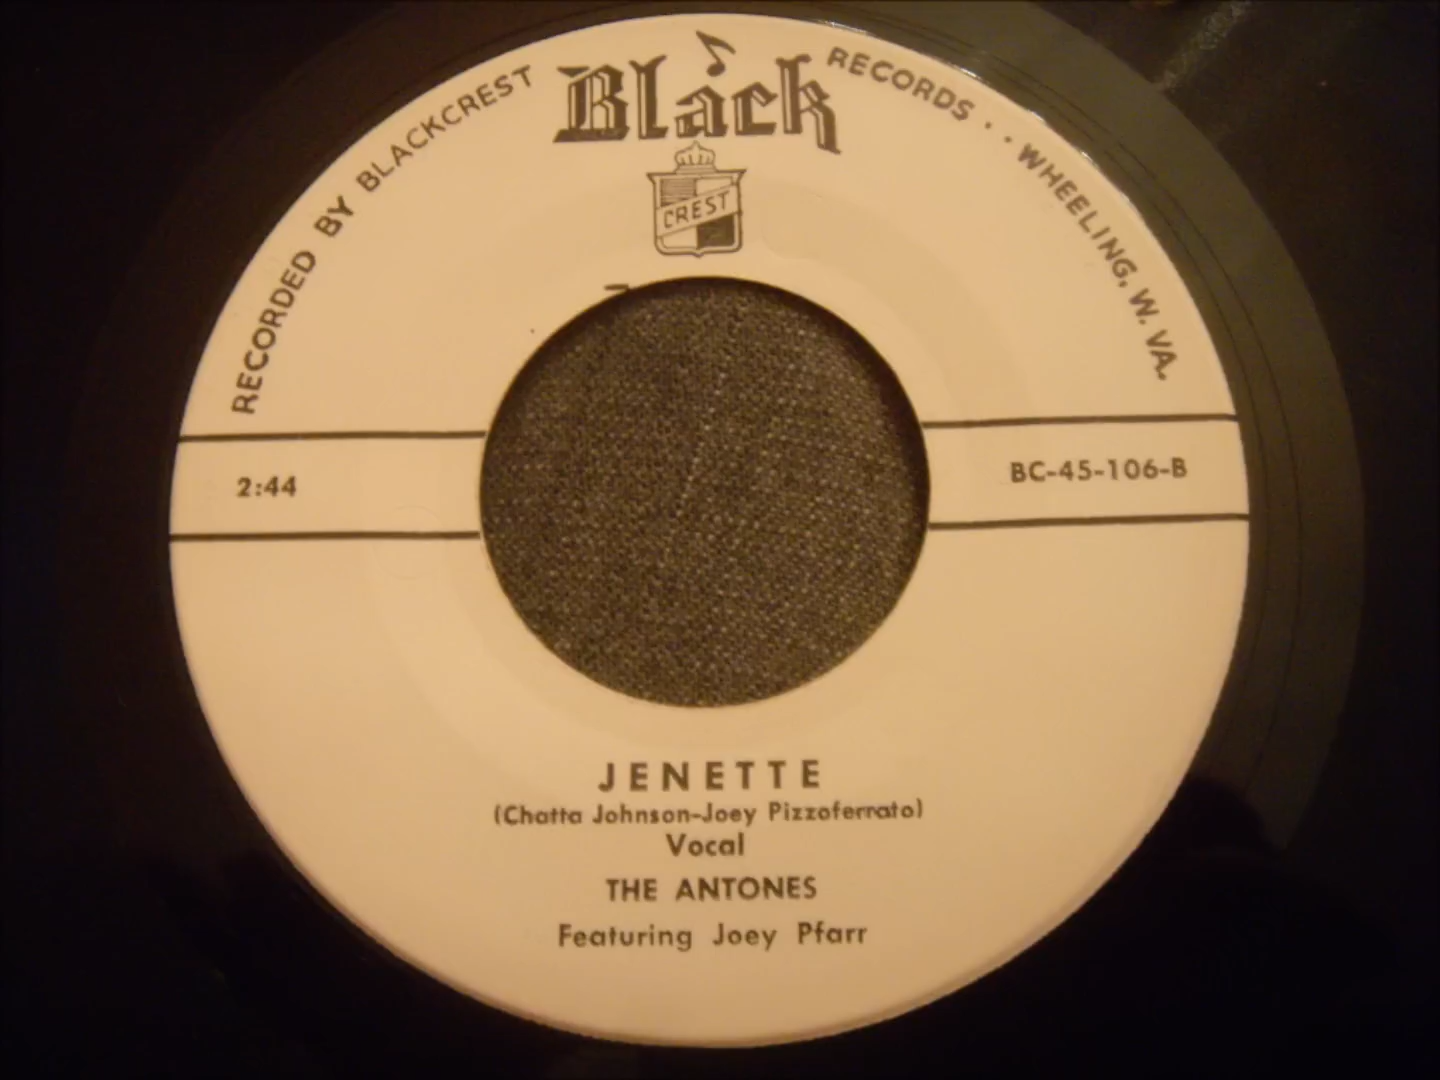 RECORDED BY BLACKCREST RECORDS . . WHEELING, W. VA.
Black
CREST
2:44
BC-45-106-B
JENETTE
(Chatta Johnson-Joey Pizzoferrato)
Vocal
THE ANTONES
Featuring Joey Pfarr